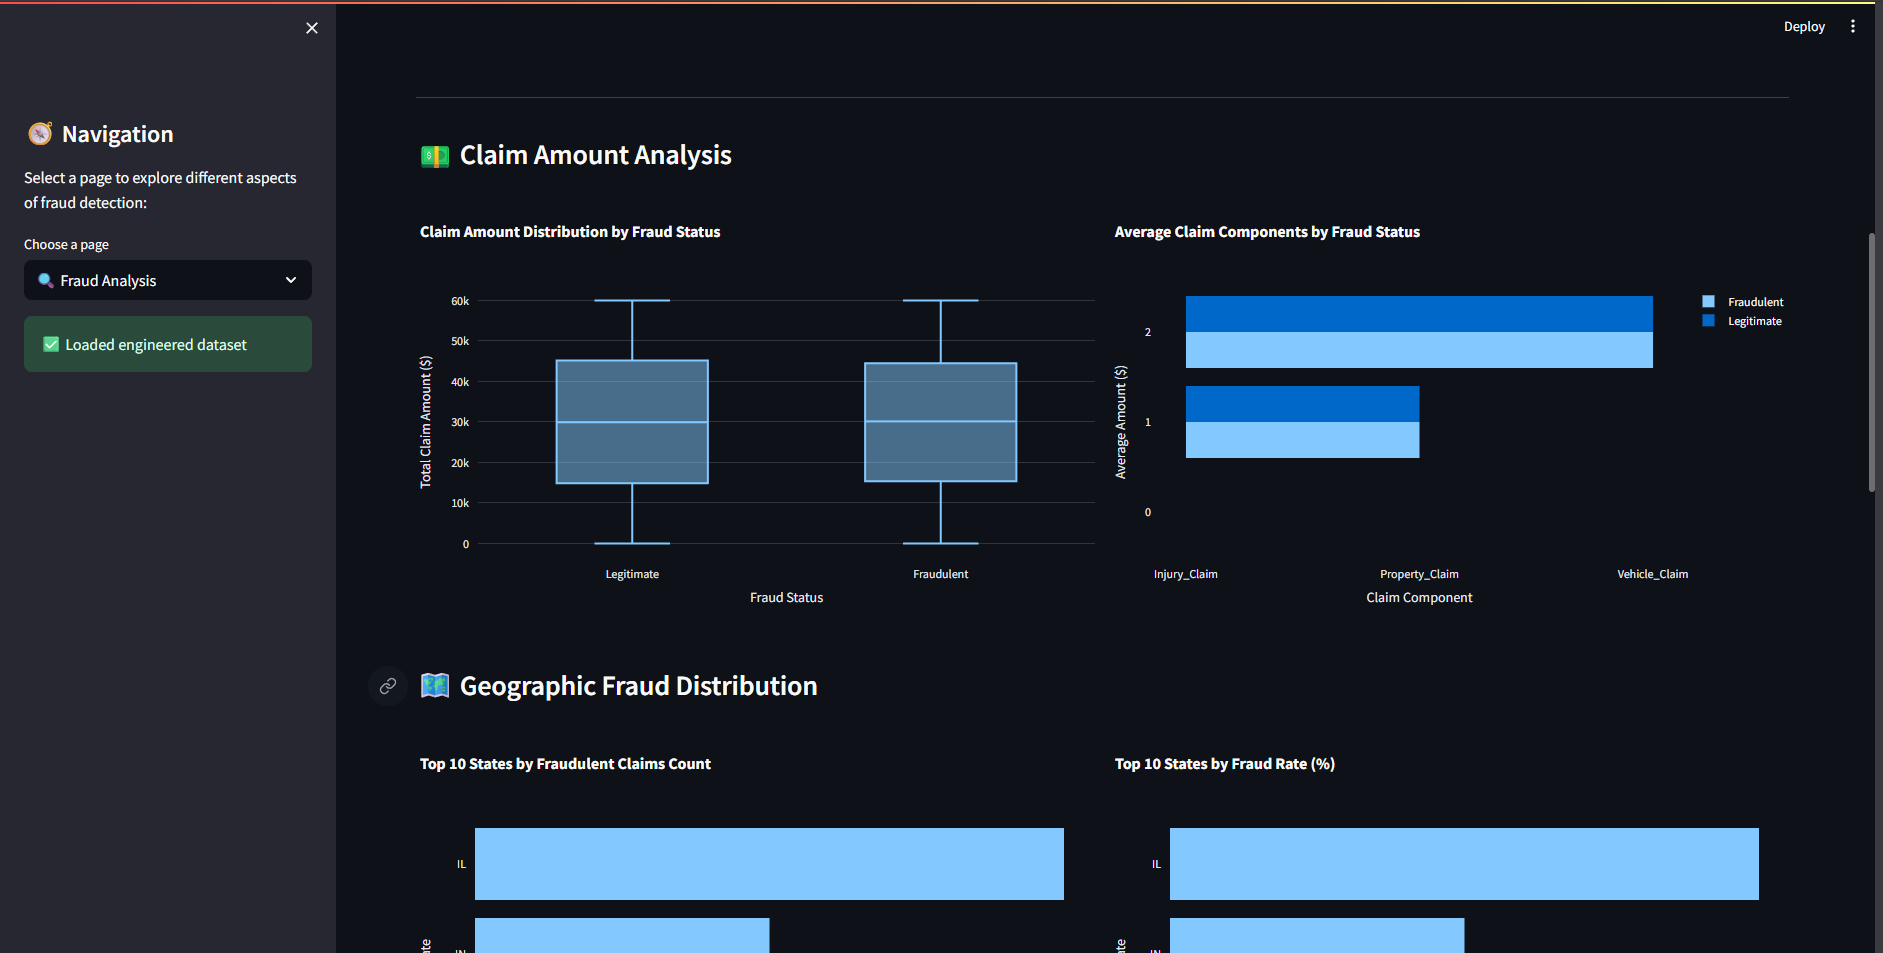 Deploy
Navigation
Select a page to explore different aspects
of fraud detection:
Choose a page
Fraud Analysis
Loaded engineered dataset
Claim Amount Analysis
Claim Amount Distribution by Fraud Status
60k
50k
40k
30k
20k
10k
0
Total Claim Amount ($)
Legitimate
Fraudulent
Fraud Status
Average Claim Components by Fraud Status
Fraudulent
Legitimate
2
1
0
Average Amount ($)
Injury_Claim
Property_Claim
Vehicle_Claim
Claim Component
Geographic Fraud Distribution
Top 10 States by Fraudulent Claims Count
IL
Top 10 States by Fraud Rate (%)
IL